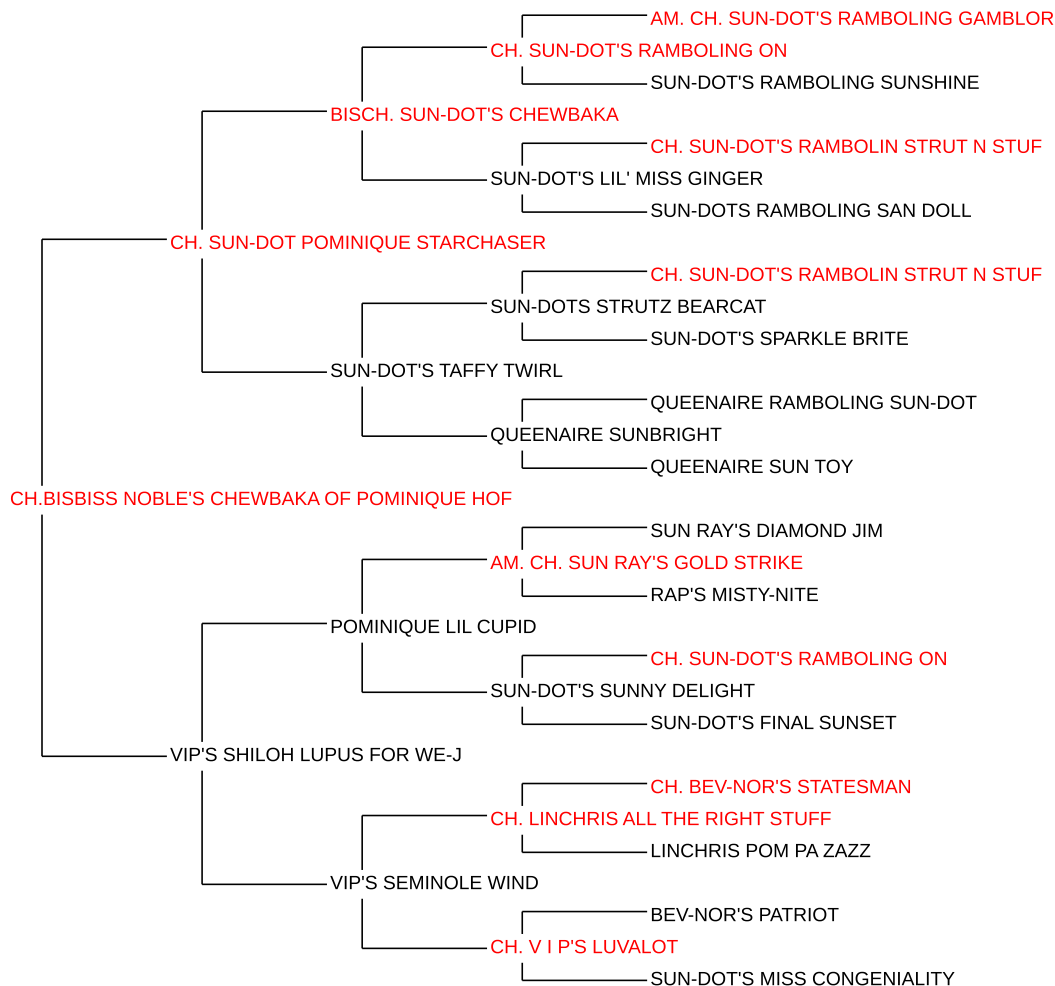 AM. CH. SUN-DOT'S RAMBOLING GAMBLOR
CH. SUN-DOT'S RAMBOLING ON
SUN-DOT'S RAMBOLING SUNSHINE
BISCH. SUN-DOT'S CHEWBAKA
CH. SUN-DOT'S RAMBOLIN STRUT N STUF
SUN-DOT'S LIL' MISS GINGER
SUN-DOTS RAMBOLING SAN DOLL
CH. SUN-DOT POMINIQUE STARCHASER
CH. SUN-DOT'S RAMBOLIN STRUT N STUF
SUN-DOTS STRUTZ BEARCAT
SUN-DOT'S SPARKLE BRITE
SUN-DOT'S TAFFY TWIRL
QUEENAIRE RAMBOLING SUN-DOT
QUEENAIRE SUNBRIGHT
QUEENAIRE SUN TOY
CH.BISBISS NOBLE'S CHEWBAKA OF POMINIQUE HOF
SUN RAY'S DIAMOND JIM
AM. CH. SUN RAY'S GOLD STRIKE
RAP'S MISTY-NITE
POMINIQUE LIL CUPID
CH. SUN-DOT'S RAMBOLING ON
SUN-DOT'S SUNNY DELIGHT
SUN-DOT'S FINAL SUNSET
VIP'S SHILOH LUPUS FOR WE-J
CH. BEV-NOR'S STATESMAN
CH. LINCHRIS ALL THE RIGHT STUFF
LINCHRIS POM PA ZAZZ
VIP'S SEMINOLE WIND
BEV-NOR'S PATRIOT
CH. V I P'S LUVALOT
SUN-DOT'S MISS CONGENIALITY